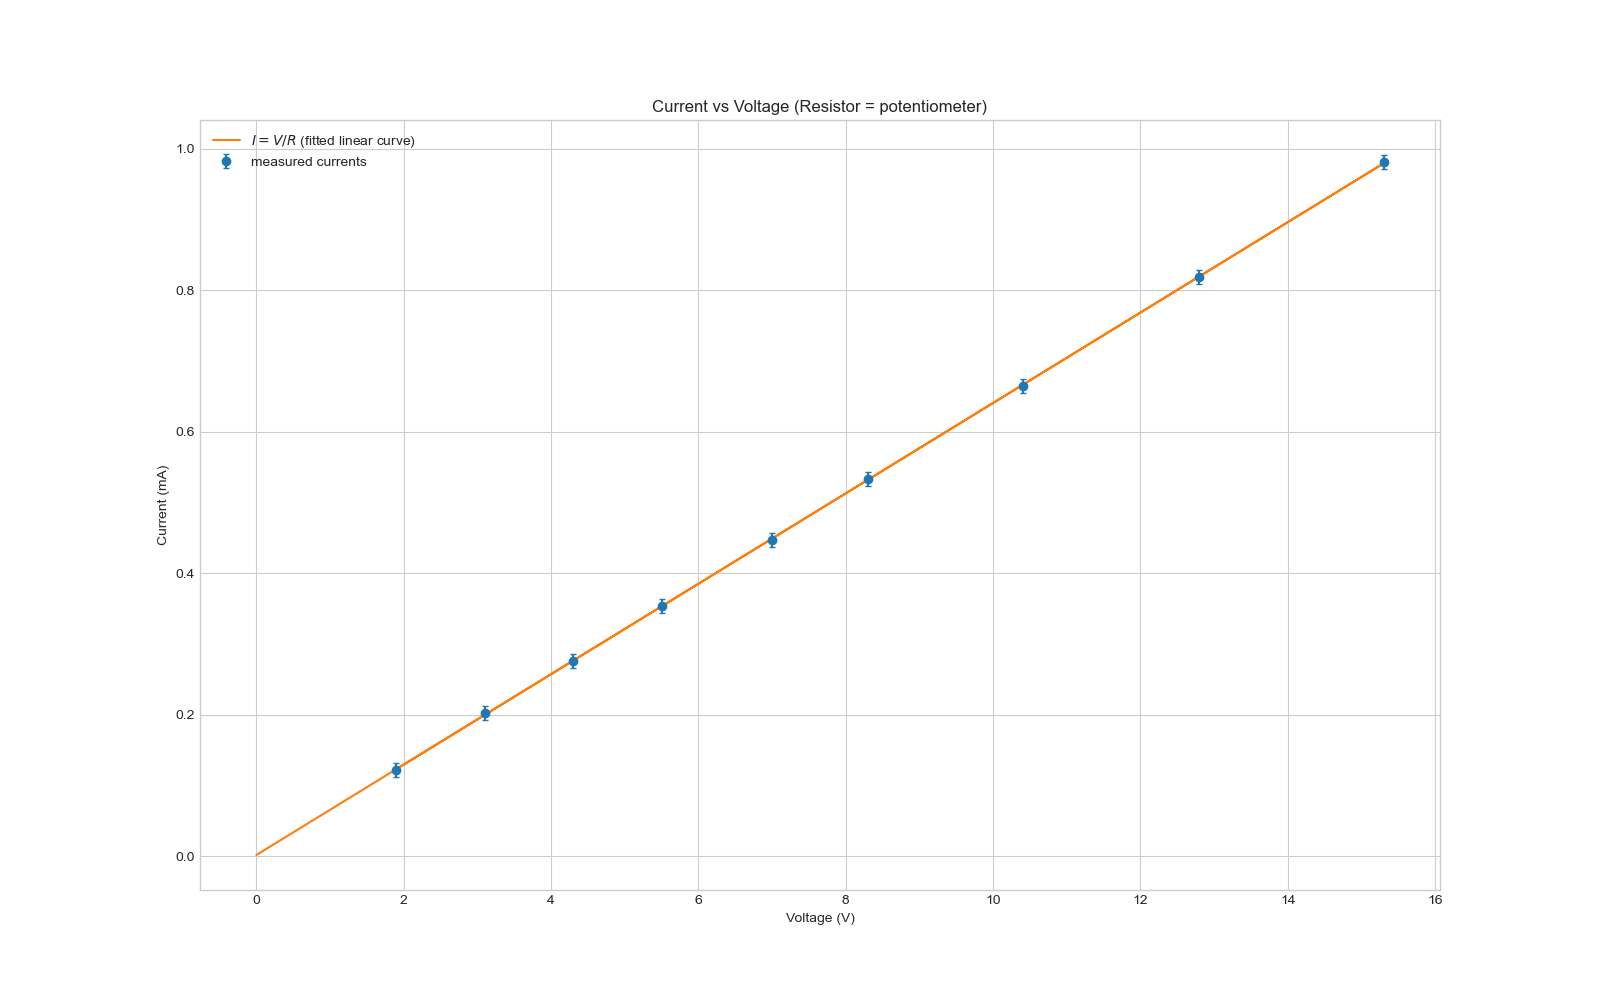 Current vs Voltage (Resistor = potentiometer)
I = V/R (fitted linear curve)
measured currents
1.0
0.8
0.6
0.4
0.2
0.0
Current (mA)
0 2 4 6 8 10 12 14 16
Voltage (V)